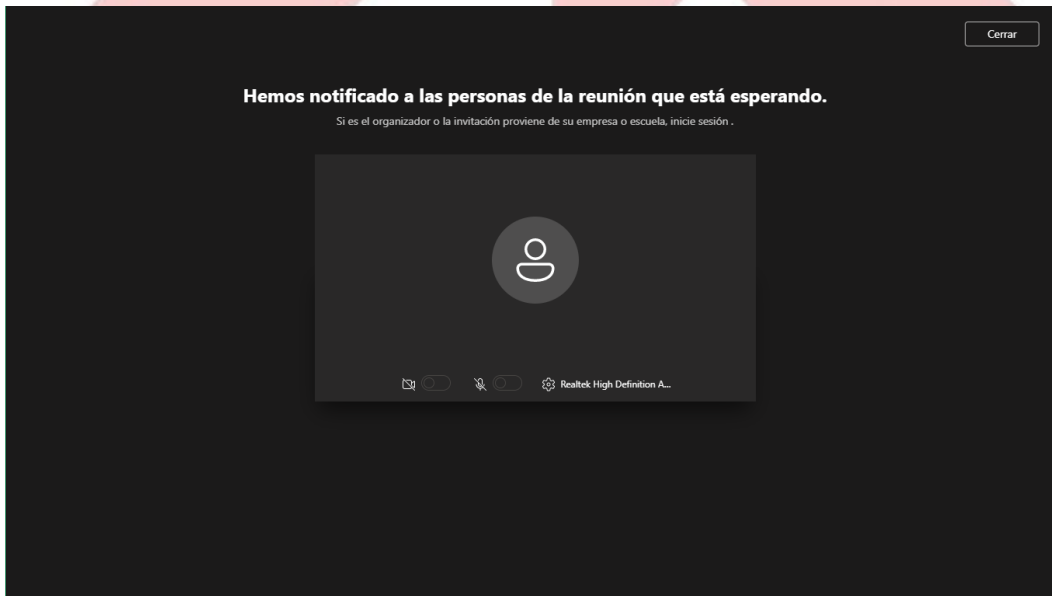 Cerrar
Hemos notificado a las personas de la reunión que está esperando.
Si es el organizador o la invitación proviene de su empresa o escuela, inicie sesión .
Realtek High Definition A...